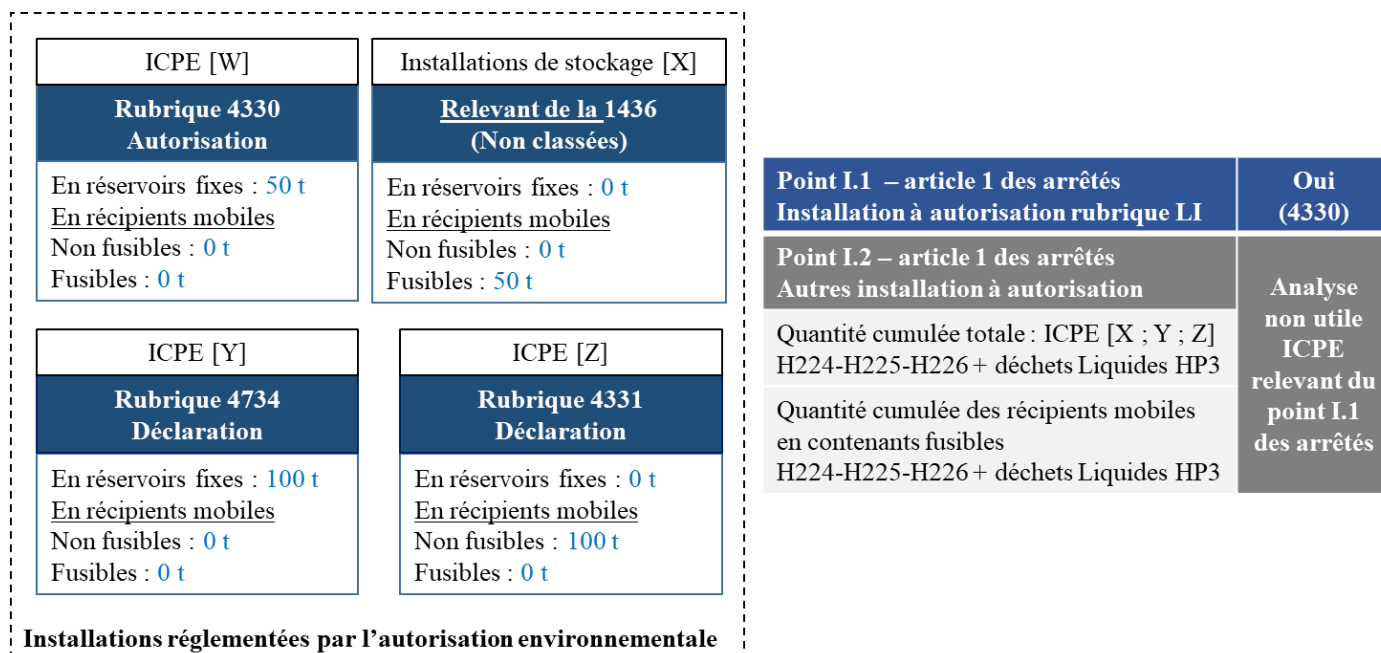 ICPE [W]
Rubrique 4330
Autorisation
En réservoirs fixes : 50 t
En récipients mobiles
Non fusibles : 0 t
Fusibles : 0 t
Installations de stockage [X]
Relevant de la 1436
(Non classées)
En réservoirs fixes : 0 t
En récipients mobiles
Non fusibles : 0 t
Fusibles : 50 t
ICPE [Y]
Rubrique 4734
Déclaration
En réservoirs fixes : 100 t
En récipients mobiles
Non fusibles : 0 t
Fusibles : 0 t
ICPE [Z]
Rubrique 4331
Déclaration
En réservoirs fixes : 0 t
En récipients mobiles
Non fusibles : 100 t
Fusibles : 0 t
Installations réglementées par l’autorisation environnementale
Point I.1 – article 1 des arrêtés
Installation à autorisation rubrique LI
Oui
(4330)
Point I.2 – article 1 des arrêtés
Autres installation à autorisation
Quantité cumulée totale : ICPE [X ; Y ; Z]
H224-H225-H226 + déchets Liquides HP3
Quantité cumulée des récipients mobiles
en contenants fusibles
H224-H225-H226 + déchets Liquides HP3
Analyse
non utile
ICPE
relevant du
point I.1
des arrêtés